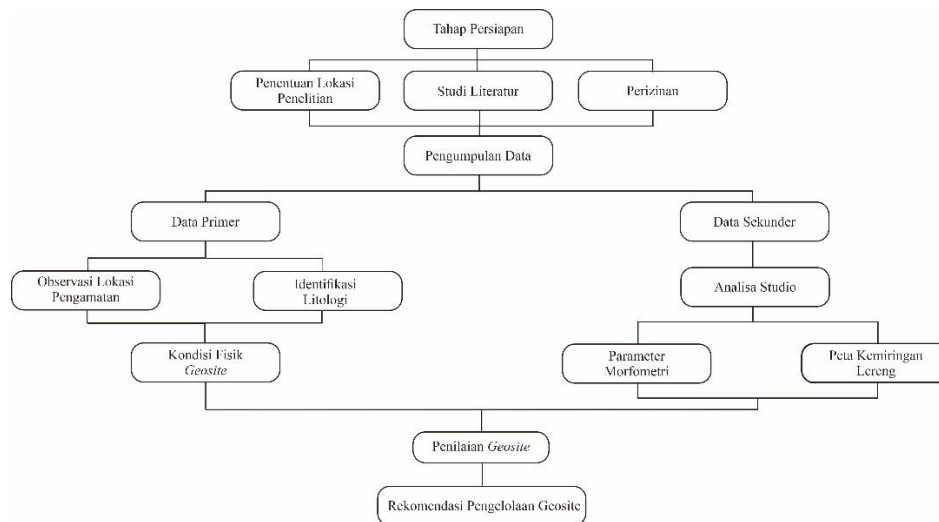 Tahap Persiapan
Penentuan Lokasi
Penelitian
Studi Literatur
Perizinan
Pengumpulan Data
Data Primer
Data Sekunder
Observasi Lokasi
Pengamatan
Identifikasi
Litologi
Analisa Studio
Kondisi Fisik
Geosite
Parameter
Morfometri
Peta Kemiringan
Lereng
Penilaian Geosite
Rekomendasi Pengelolaan Geosite